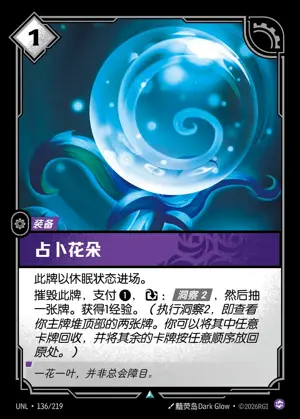 1
装备
占卜花朵
此牌以休眠状态进场。
摧毁此牌，支付❶，：洞察 2，然后抽
一张牌。获得1经验。（执行洞察2，即查看
你主牌堆顶部的两张牌。你可以将其中任意
卡牌回收，并将其余的卡牌按任意顺序放回
原处。）
一花一叶，并非总会障目。
UNL • 136/219
黯荧岛Dark Glow • ©2026RGI